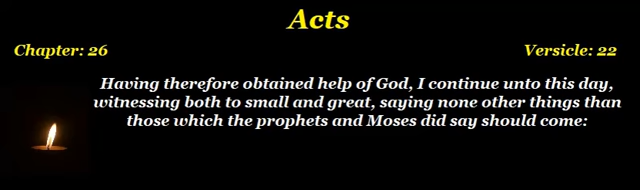 Acts
Chapter: 26 Versicle: 22
Having therefore obtained help of God, I continue unto this day,
witnessing both to small and great, saying none other things than
those which the prophets and Moses did say should come: